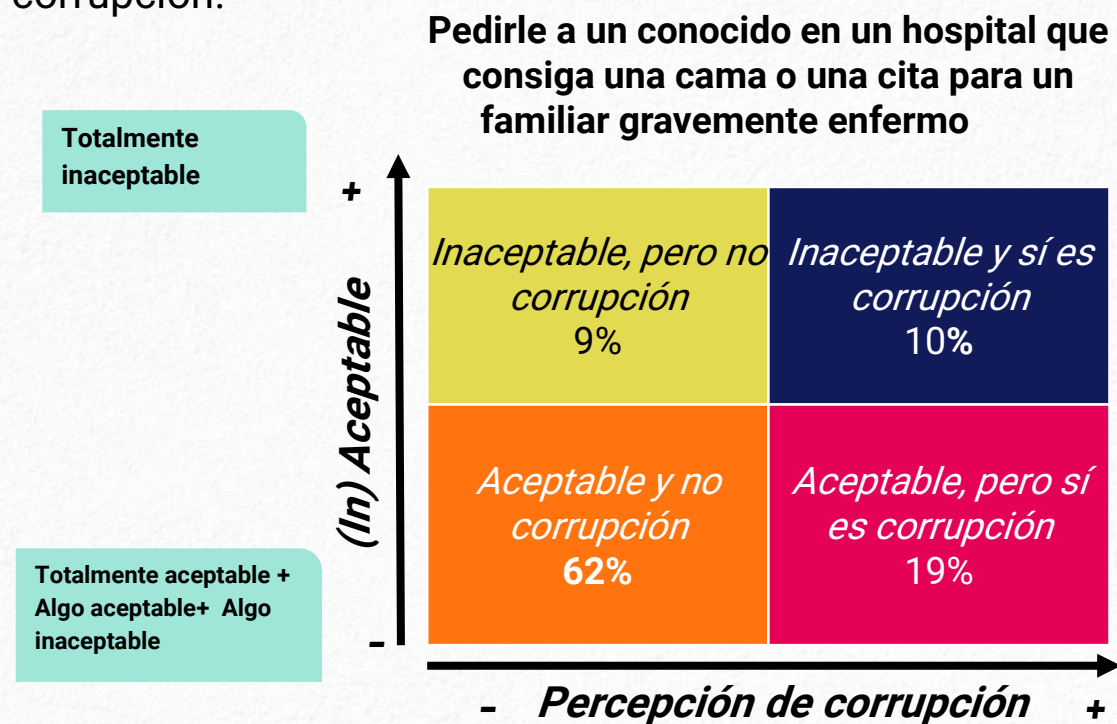 corrupción.
Pedirle a un conocido en un hospital que
consiga una cama o una cita para un
familiar gravemente enfermo
Totalmente
inaceptable
+
(In) Aceptable
Inaceptable, pero no
corrupción
9%
Inaceptable y sí es
corrupción
10%
Aceptable y no
corrupción
62%
Aceptable, pero sí
es corrupción
19%
Totalmente aceptable +
Algo aceptable+ Algo
inaceptable
-
- Percepción de corrupción +